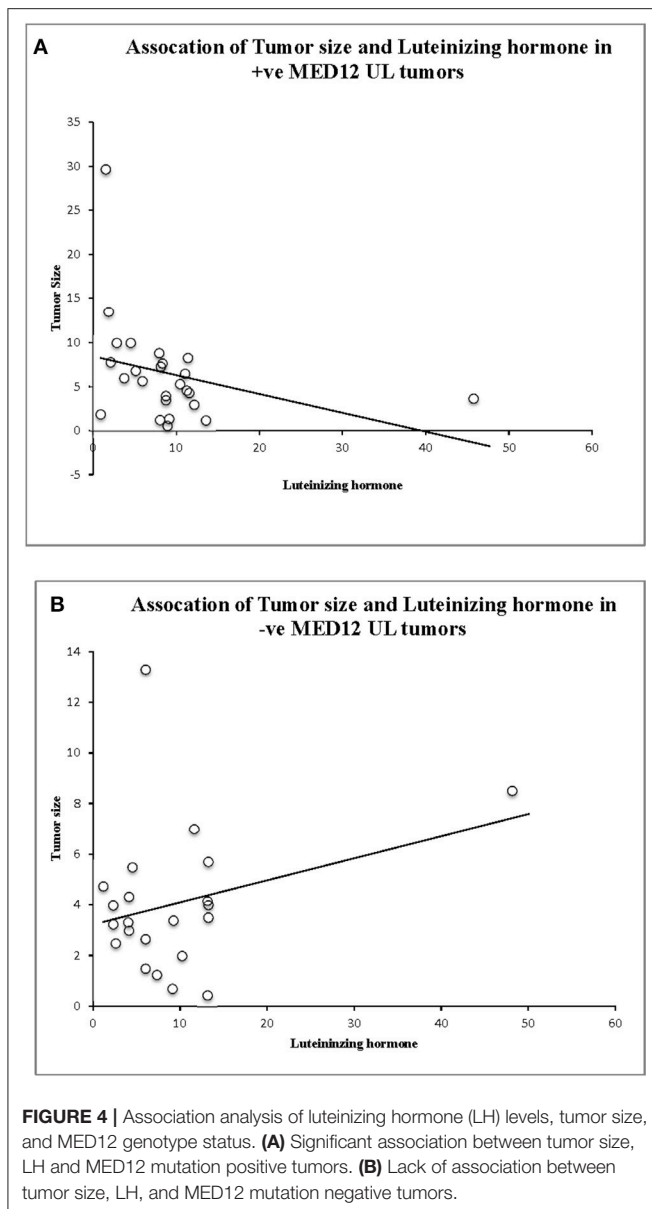 A
Assocation of Tumor size and Luteinizing hormone in
+ve MED12 UL tumors
35
30
25
20
15
10
5
0
-5
0 10 20 30 40 50 60
Tumor Size
Luteinizing hormone
B
Assocation of Tumor size and Luteinizing hormone in
-ve MED12 UL tumors
14
12
10
8
6
4
2
0
0 10 20 30 40 50 60
Tumor size
Luteininzing hormone
FIGURE 4 | Association analysis of luteinizing hormone (LH) levels, tumor size,
and MED12 genotype status. (A) Significant association between tumor size,
LH and MED12 mutation positive tumors. (B) Lack of association between
tumor size, LH, and MED12 mutation negative tumors.